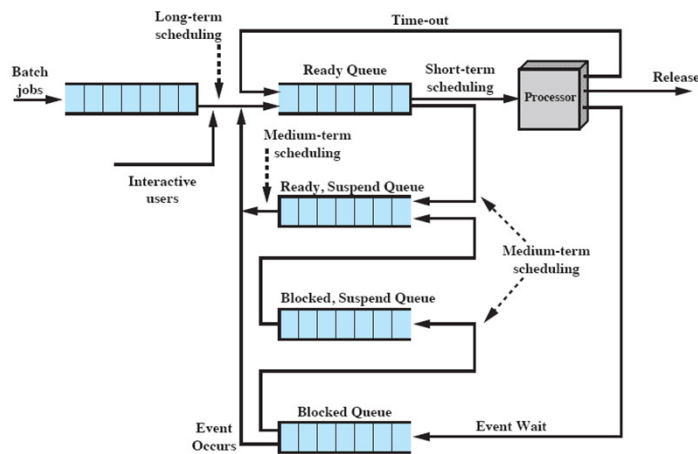 Long-term
scheduling
Time-out
Batch
jobs
Ready Queue
Short-term
scheduling
Processor
Release
Medium-term
scheduling
Interactive
users
Ready, Suspend Queue
Medium-term
scheduling
Blocked, Suspend Queue
Blocked Queue
Event
Occurs
Event Wait